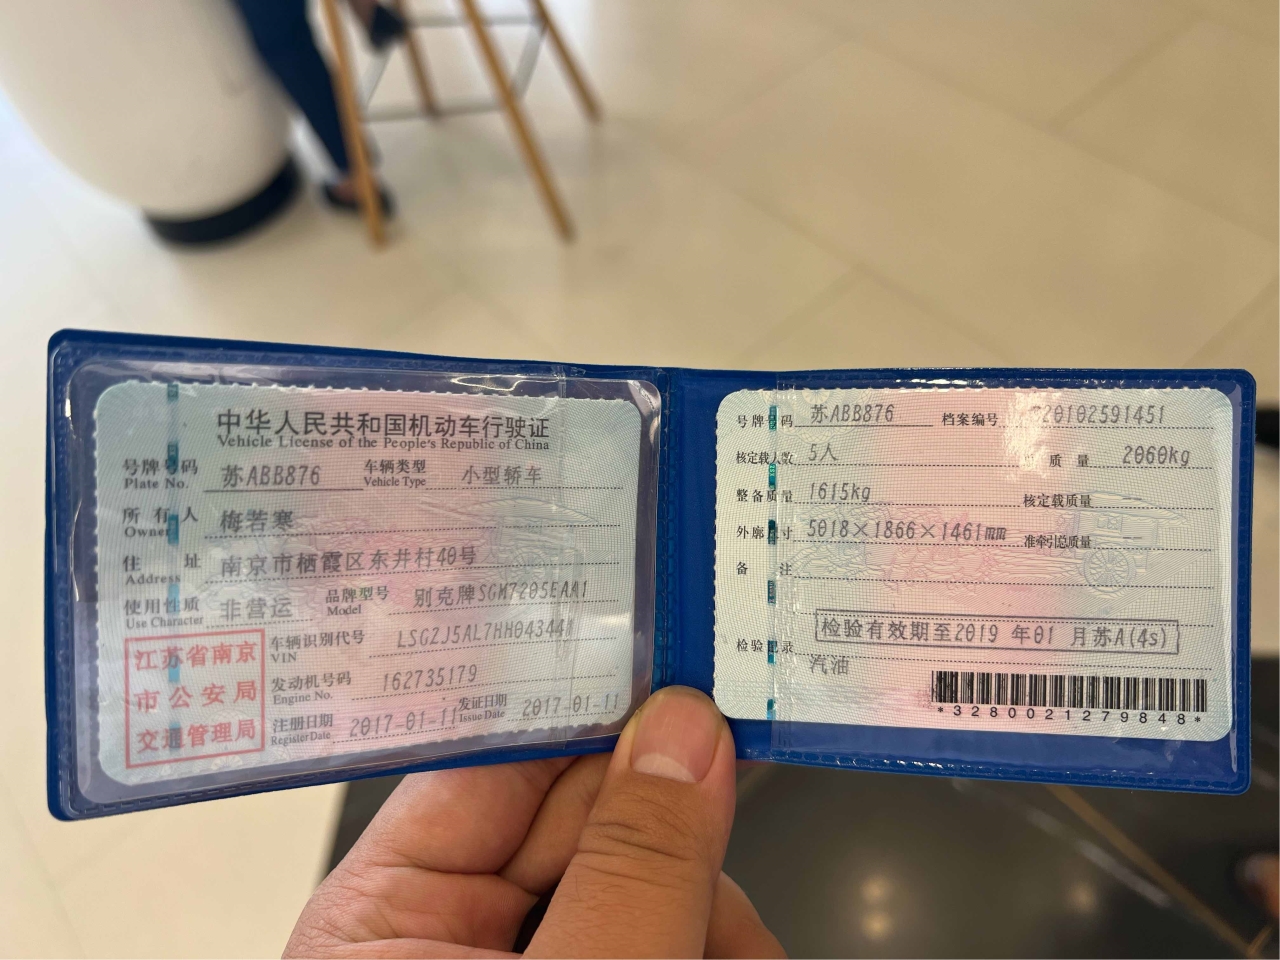 中华人民共和国机动车行驶证
Vehicle License of the People's Republic of China
号牌号码 苏ABB876 车辆类型 小型轿车
Plate No. Vehicle Type
所有人 梅若寒
Owner
住址 南京市栖霞区东井村40号
Address
使用性质 非营运 品牌型号 别克牌SGM7205EAA1
Use Character Model
车辆识别代号 LSGZJ5AL7HH043441
VIN
发动机号码 162735179
Engine No.
注册日期 2017-01-11 发证日期 2017-01-11
Register Date Issue Date
江苏省南京
市公安局
交通管理局
号牌号码 苏ABB876 档案编号 20102591451
核定载人数 5人 质量 2060kg
整备质量 1615kg 核定载质量 --
外廓尺寸 5018×1866×1461mm 准牵引总质量 --
备注
检验有效期至2019年01月苏A(4s)
检验记录
汽油
*3280021279848*